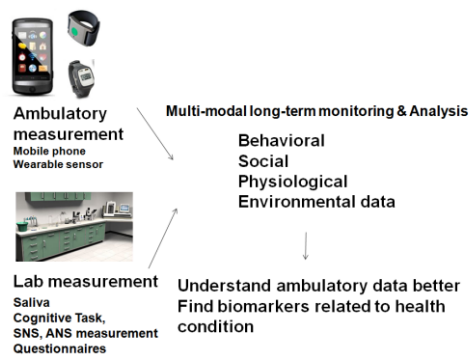 Ambulatory
measurement
Mobile phone
Wearable sensor
Multi-modal long-term monitoring & Analysis
Behavioral
Social
Physiological
Environmental data
Lab measurement
Saliva
Cognitive Task,
SNS, ANS measurement
Questionnaires
Understand ambulatory data better
Find biomarkers related to health
condition